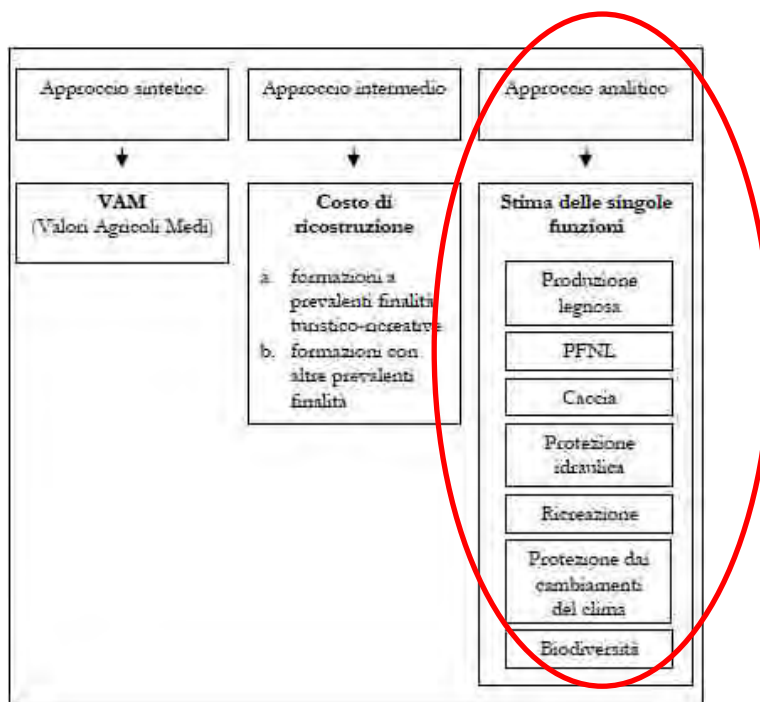 Approccio sintetico
VAM
(Valori Agricoli Medi)
Approccio intermedio
Costo di
ricostruzione
a. formazioni a
prevalenti finalità
turistico-ricreative
b. formazioni con
altre prevalenti
finalità
Approccio analitico
Stima delle singole
funzioni
Produzione
legnosa
PFNL
Caccia
Protezione
idraulica
Ricreazione
Protezione dai
cambiamenti
del clima
Biodiversità